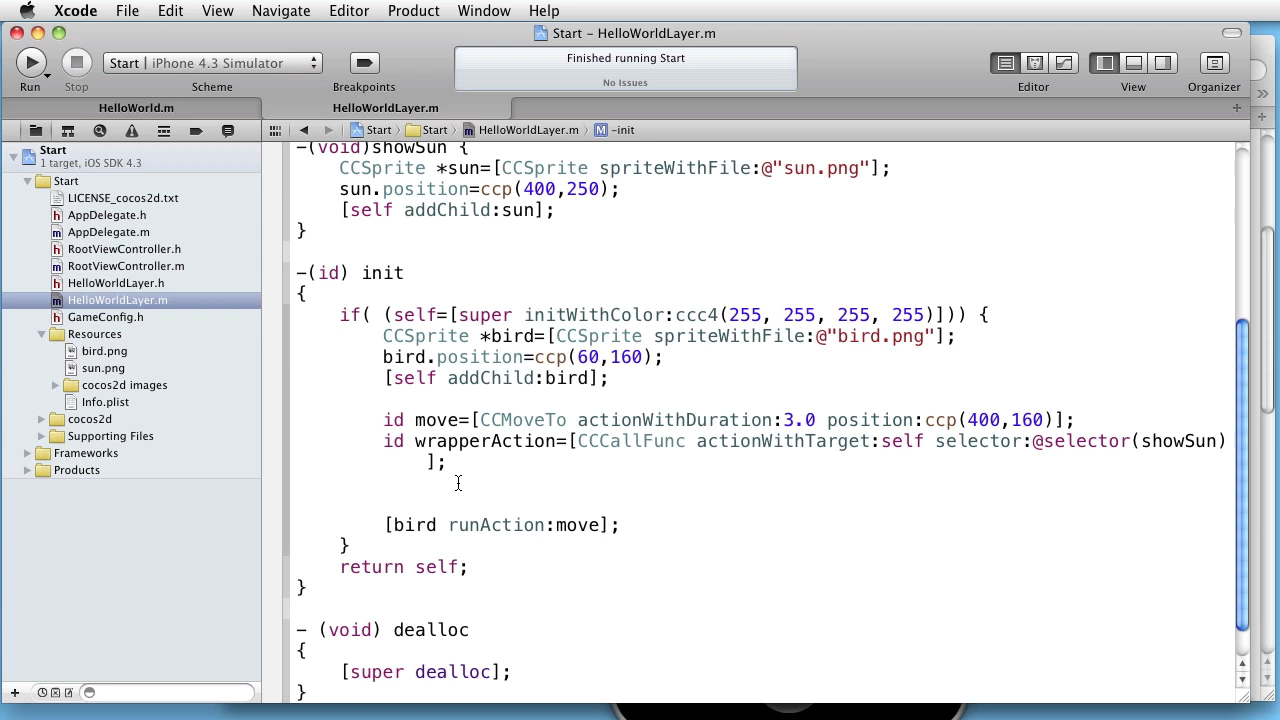 Xcode File Edit View Navigate Editor Product Window Help
Start - HelloWorldLayer.m
Start | iPhone 4.3 Simulator
Finished running Start
No Issues
Run Stop Scheme Breakpoints Editor View Organizer
HelloWorld.m HelloWorldLayer.m
Start Start HelloWorldLayer.m M -init
Start
1 target, iOS SDK 4.3
Start
LICENSE_cocos2d.txt
AppDelegate.h
AppDelegate.m
RootViewController.h
RootViewController.m
HelloWorldLayer.h
HelloWorldLayer.m
GameConfig.h
Resources
bird.png
sun.png
cocos2d images
Info.plist
cocos2d
Supporting Files
Frameworks
Products
-(void)showSun {
CCSprite *sun=[CCSprite spriteWithFile:@"sun.png"];
sun.position=ccp(400,250);
[self addChild:sun];
}
-(id) init
{
if( (self=[super initWithColor:ccc4(255, 255, 255, 255)])) {
CCSprite *bird=[CCSprite spriteWithFile:@"bird.png"];
bird.position=ccp(60,160);
[self addChild:bird];
id move=[CCMoveTo actionWithDuration:3.0 position:ccp(400,160)];
id wrapperAction=[CCCallFunc actionWithTarget:self selector:@selector(showSun)
];
[bird runAction:move];
}
return self;
}
- (void) dealloc
{
[super dealloc];
}